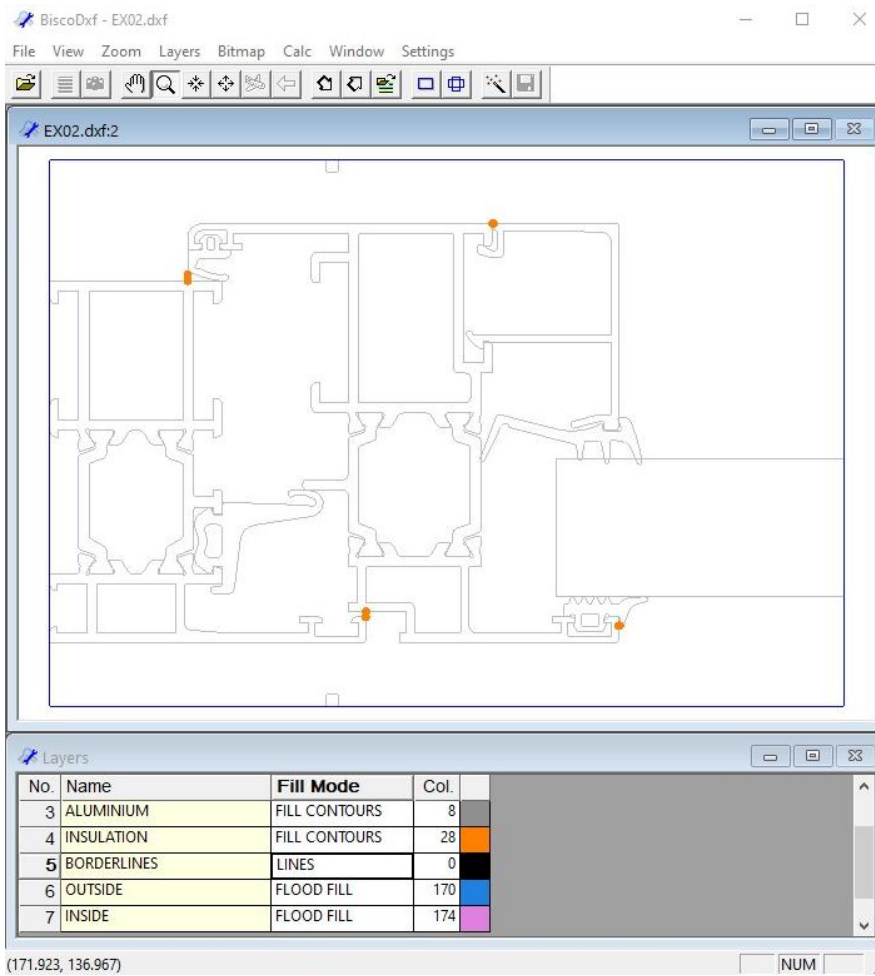 BiscoDxf - EX02.dxf
File View Zoom Layers Bitmap Calc Window Settings
EX02.dxf:2
Layers
No. Name Fill Mode Col.
3 ALUMINIUM FILL CONTOURS 8
4 INSULATION FILL CONTOURS 28
5 BORDERLINES LINES 0
6 OUTSIDE FLOOD FILL 170
7 INSIDE FLOOD FILL 174
(171.923, 136.967) NUM